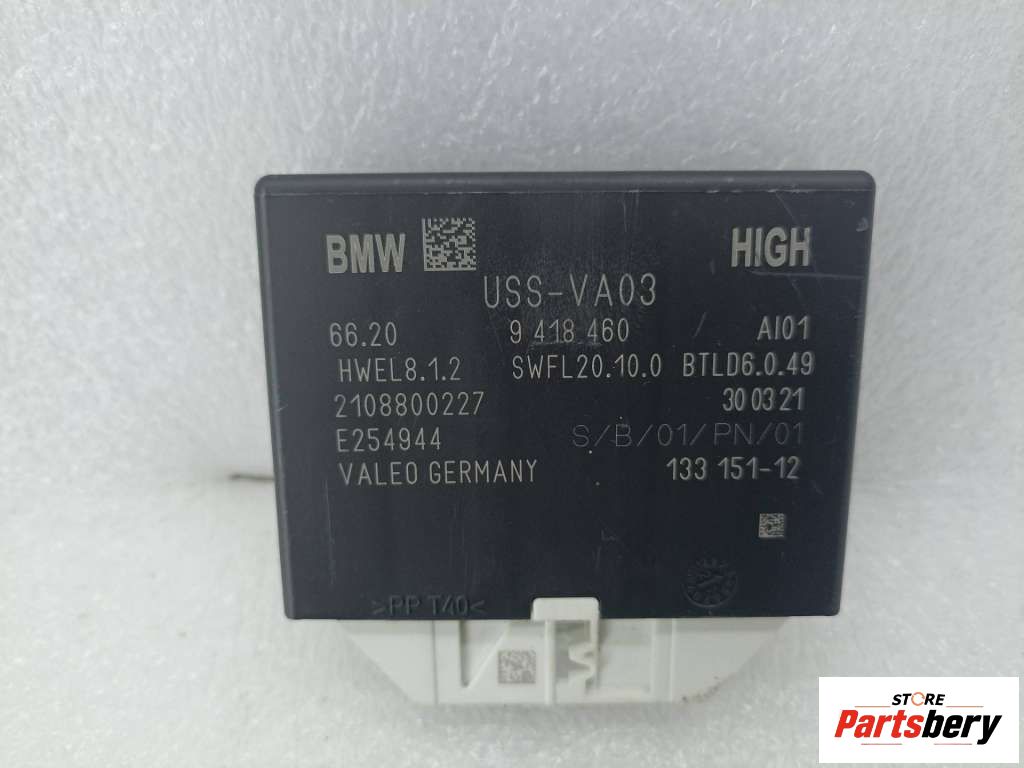 BMW HIGH
USS-VA03
66.20 9 418 460 AI01
HWEL8.1.2 SWFL20.10.0 BTLD6.0.49
2108800227 30 03 21
E254944 S/B/01/PN/01
VALEO GERMANY 133 151-12
>PP T40<
STORE
Partsbery